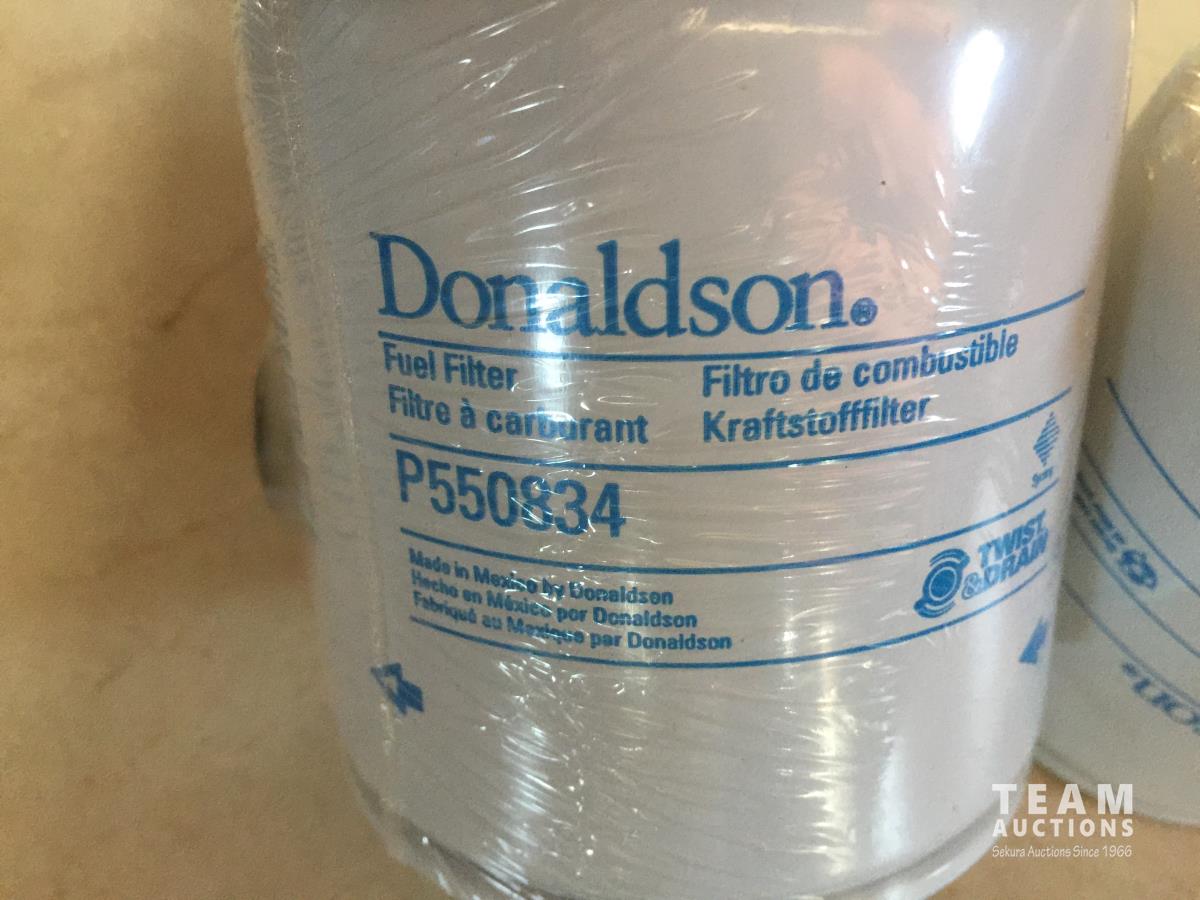 Donaldson®
Fuel Filter
Filtre à carburant
Filtro de combustible
Kraftstofffilter
P550834
TWIST
&DRAIN
Made in Mexico by Donaldson
Hecho en México por Donaldson
Fabriqué au Mexique par Donaldson
TEAM
AUCTIONS
Sekura Auctions Since 1966